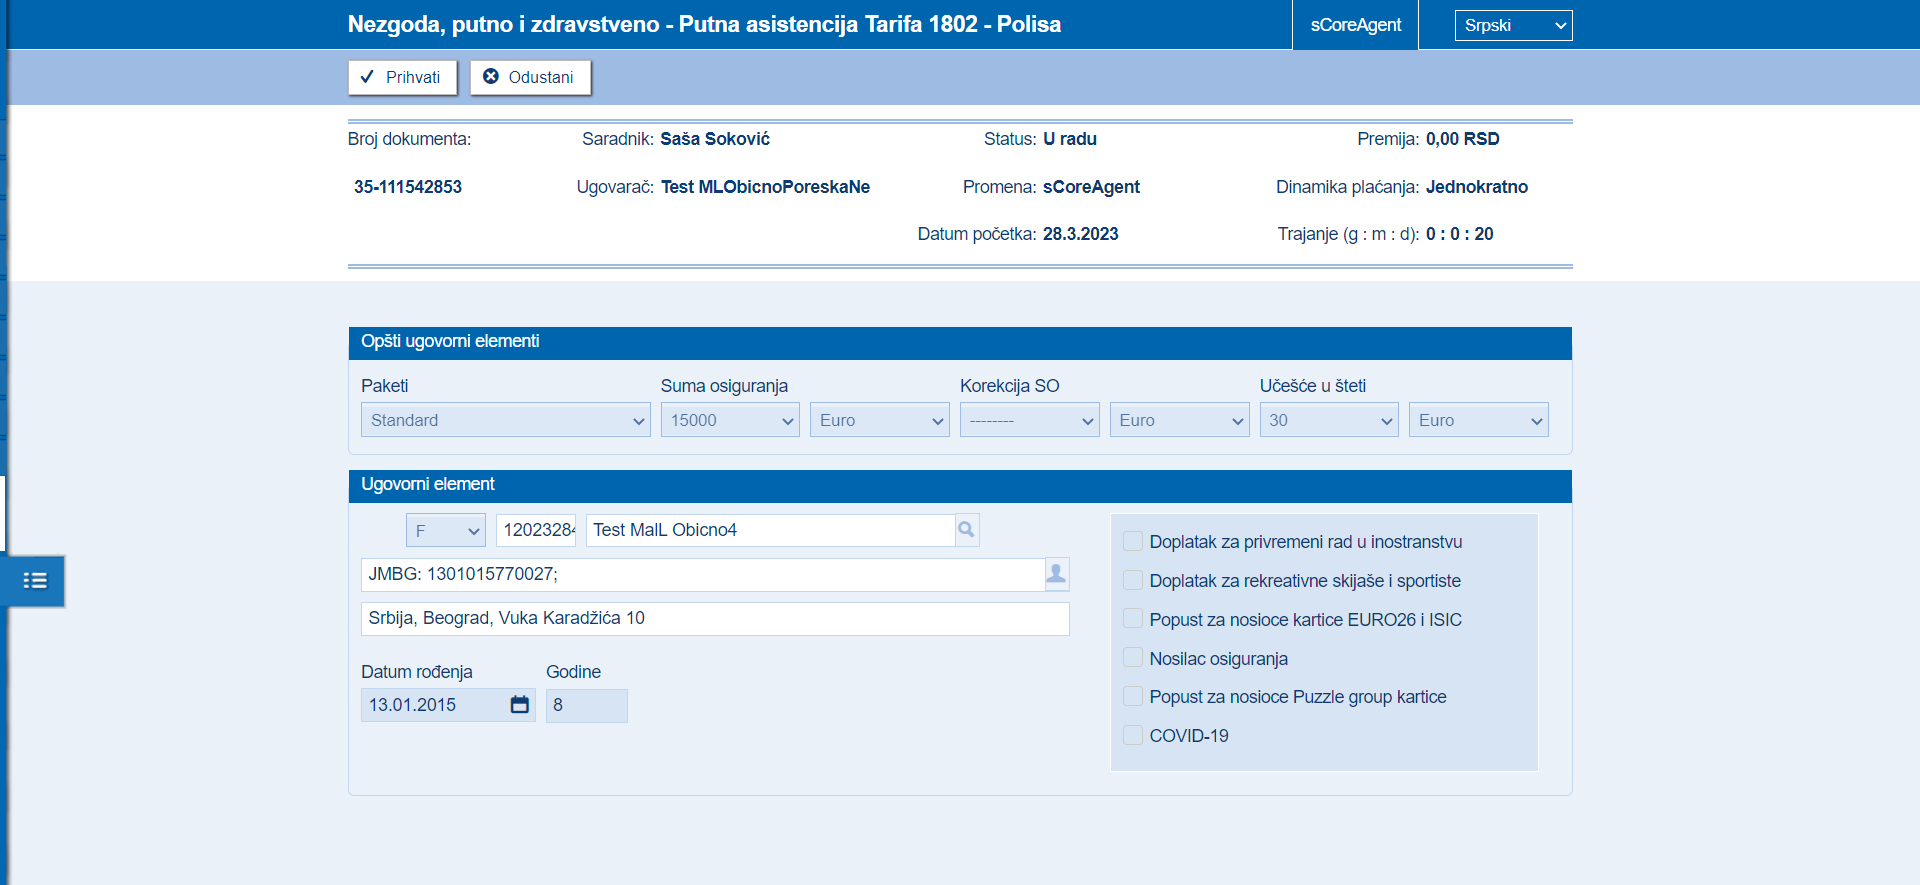 Nezgoda, putno i zdravstveno - Putna asistencija Tarifa 1802 - Polisa
sCoreAgent
Srpski
Prihvati
Odustani
Broj dokumenta:
Saradnik: Saša Soković
Status: U radu
Premija: 0,00 RSD
35-111542853
Ugovarač: Test MLObicnoPoreskaNe
Promena: sCoreAgent
Dinamika plaćanja: Jednokratno
Datum početka: 28.3.2023
Trajanje (g : m : d): 0 : 0 : 20
Opšti ugovorni elementi
Paketi
Suma osiguranja
Korekcija SO
Učešće u šteti
Standard
15000
Euro
--------
Euro
30
Euro
Ugovorni element
F
12023284
Test MalL Obicno4
JMBG: 1301015770027;
Srbija, Beograd, Vuka Karadžića 10
Datum rođenja
Godine
13.01.2015
8
Doplatak za privremeni rad u inostranstvu
Doplatak za rekreativne skijaše i sportiste
Popust za nosioce kartice EURO26 i ISIC
Nosilac osiguranja
Popust za nosioce Puzzle group kartice
COVID-19